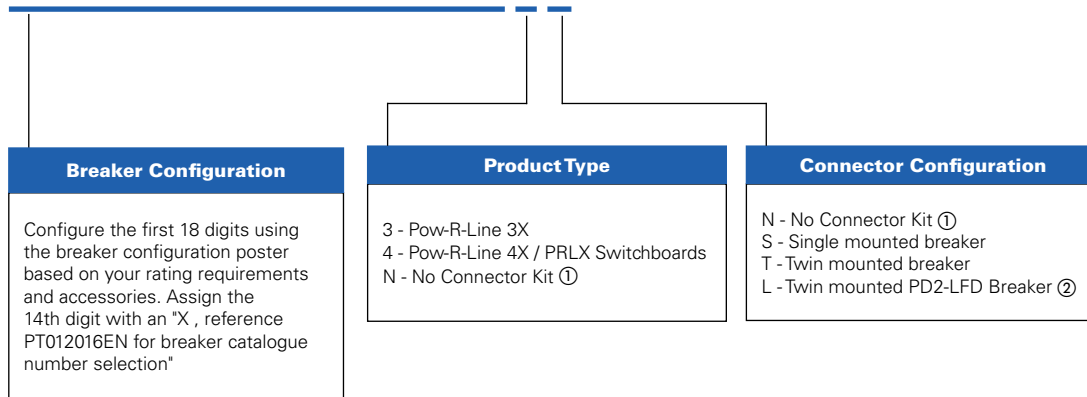 Breaker Configuration
Configure the first 18 digits using
the breaker configuration poster
based on your rating requirements
and accessories. Assign the
14th digit with an "X , reference
PT012016EN for breaker catalogue
number selection"
Product Type
3 - Pow-R-Line 3X
4 - Pow-R-Line 4X / PRLX Switchboards
N - No Connector Kit ①
Connector Configuration
N - No Connector Kit ①
S - Single mounted breaker
T - Twin mounted breaker
L - Twin mounted PD2-LFD Breaker ②